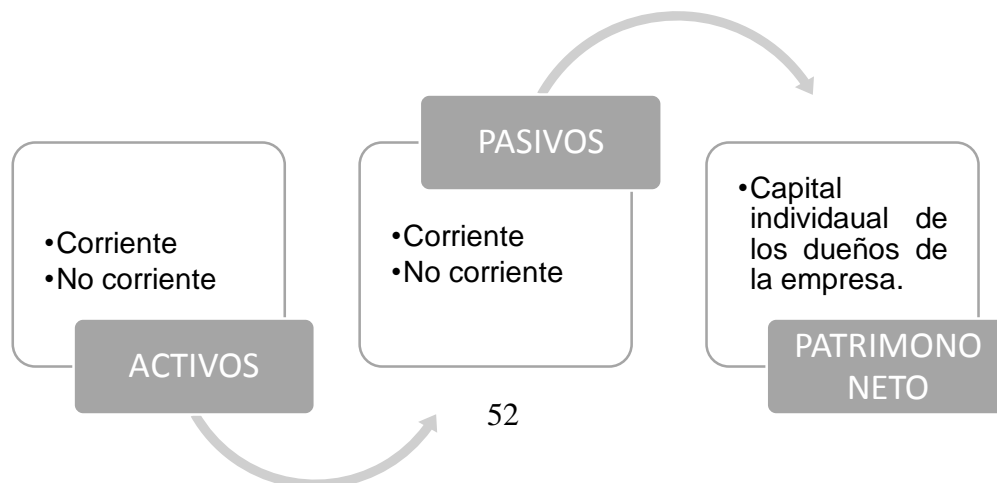 •Corriente
•No corriente
ACTIVOS
PASIVOS
•Corriente
•No corriente
•Capital
individaual de
los dueños de
la empresa.
PATRIMONO
NETO
52